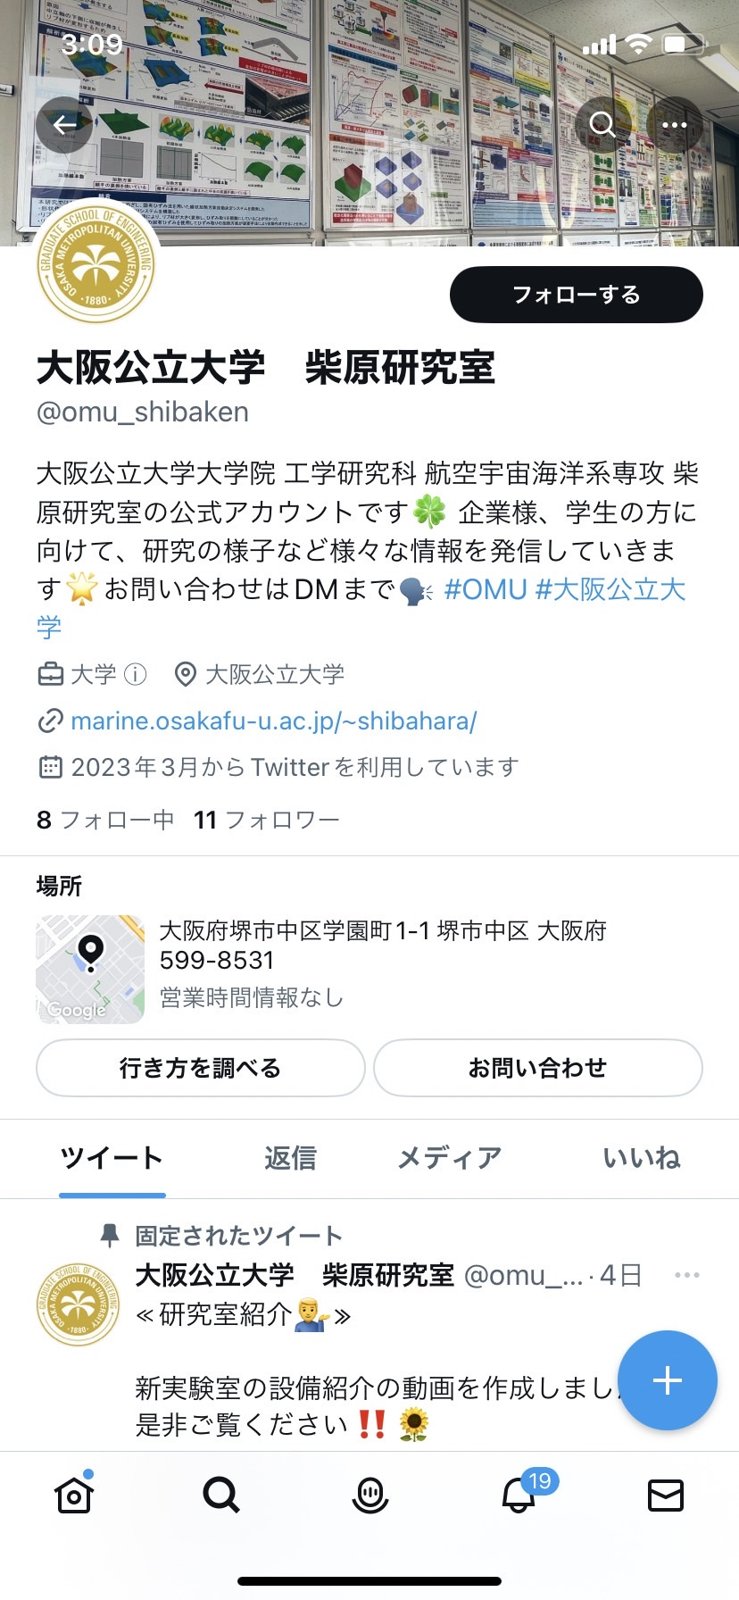 3:09
GRADUATE SCHOOL OF ENGINEERING
OSAKA METROPOLITAN UNIVERSITY
・1880・
フォローする
大阪公立大学　柴原研究室
@omu_shibaken
大阪公立大学大学院 工学研究科 航空宇宙海洋系専攻 柴
原研究室の公式アカウントです🍀 企業様、学生の方に
向けて、研究の様子など様々な情報を発信していきま
す🌟お問い合わせはDMまで🗣️ #OMU #大阪公立大
学
大学 大阪公立大学
marine.osakafu-u.ac.jp/~shibahara/
2023年3月からTwitterを利用しています
8 フォロー中 11 フォロワー
場所
大阪府堺市中区学園町1-1 堺市中区 大阪府
599-8531
営業時間情報なし
Google
行き方を調べる お問い合わせ
ツイート 返信 メディア いいね
固定されたツイート
大阪公立大学　柴原研究室 @omu_... · 4日
≪研究室紹介💁‍♂️≫
新実験室の設備紹介の動画を作成しまし
是非ご覧ください‼️🌻
19